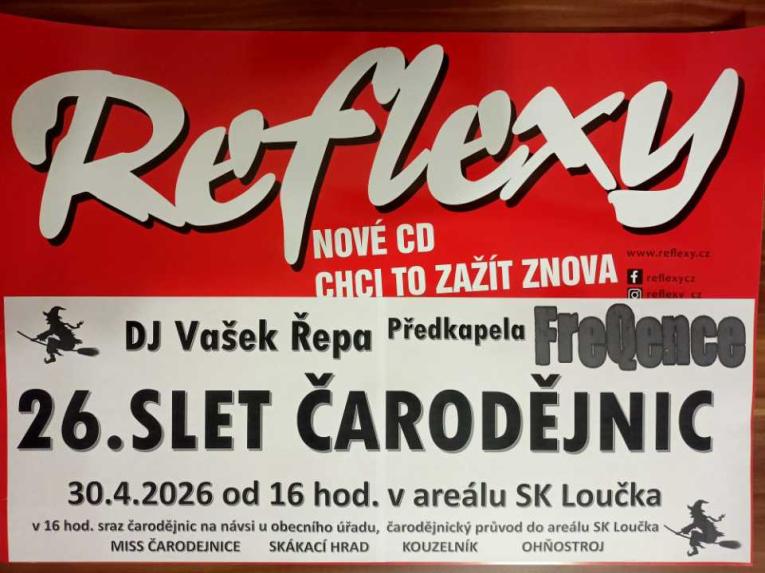 Reflexy
NOVÉ CD
CHCI TO ZAŽÍT ZNOVA
www.reflexy.cz
reflexycz
reflexy_cz
DJ Vašek Řepa Předkapela FreQence
26.SLET ČARODĚJNIC
30.4.2026 od 16 hod. v areálu SK Loučka
v 16 hod. sraz čarodějnic na návsi u obecního úřadu, čarodějnický průvod do areálu SK Loučka
MISS ČARODEJNICE SKÁKACÍ HRAD KOUZELNÍK OHŇOSTROJ